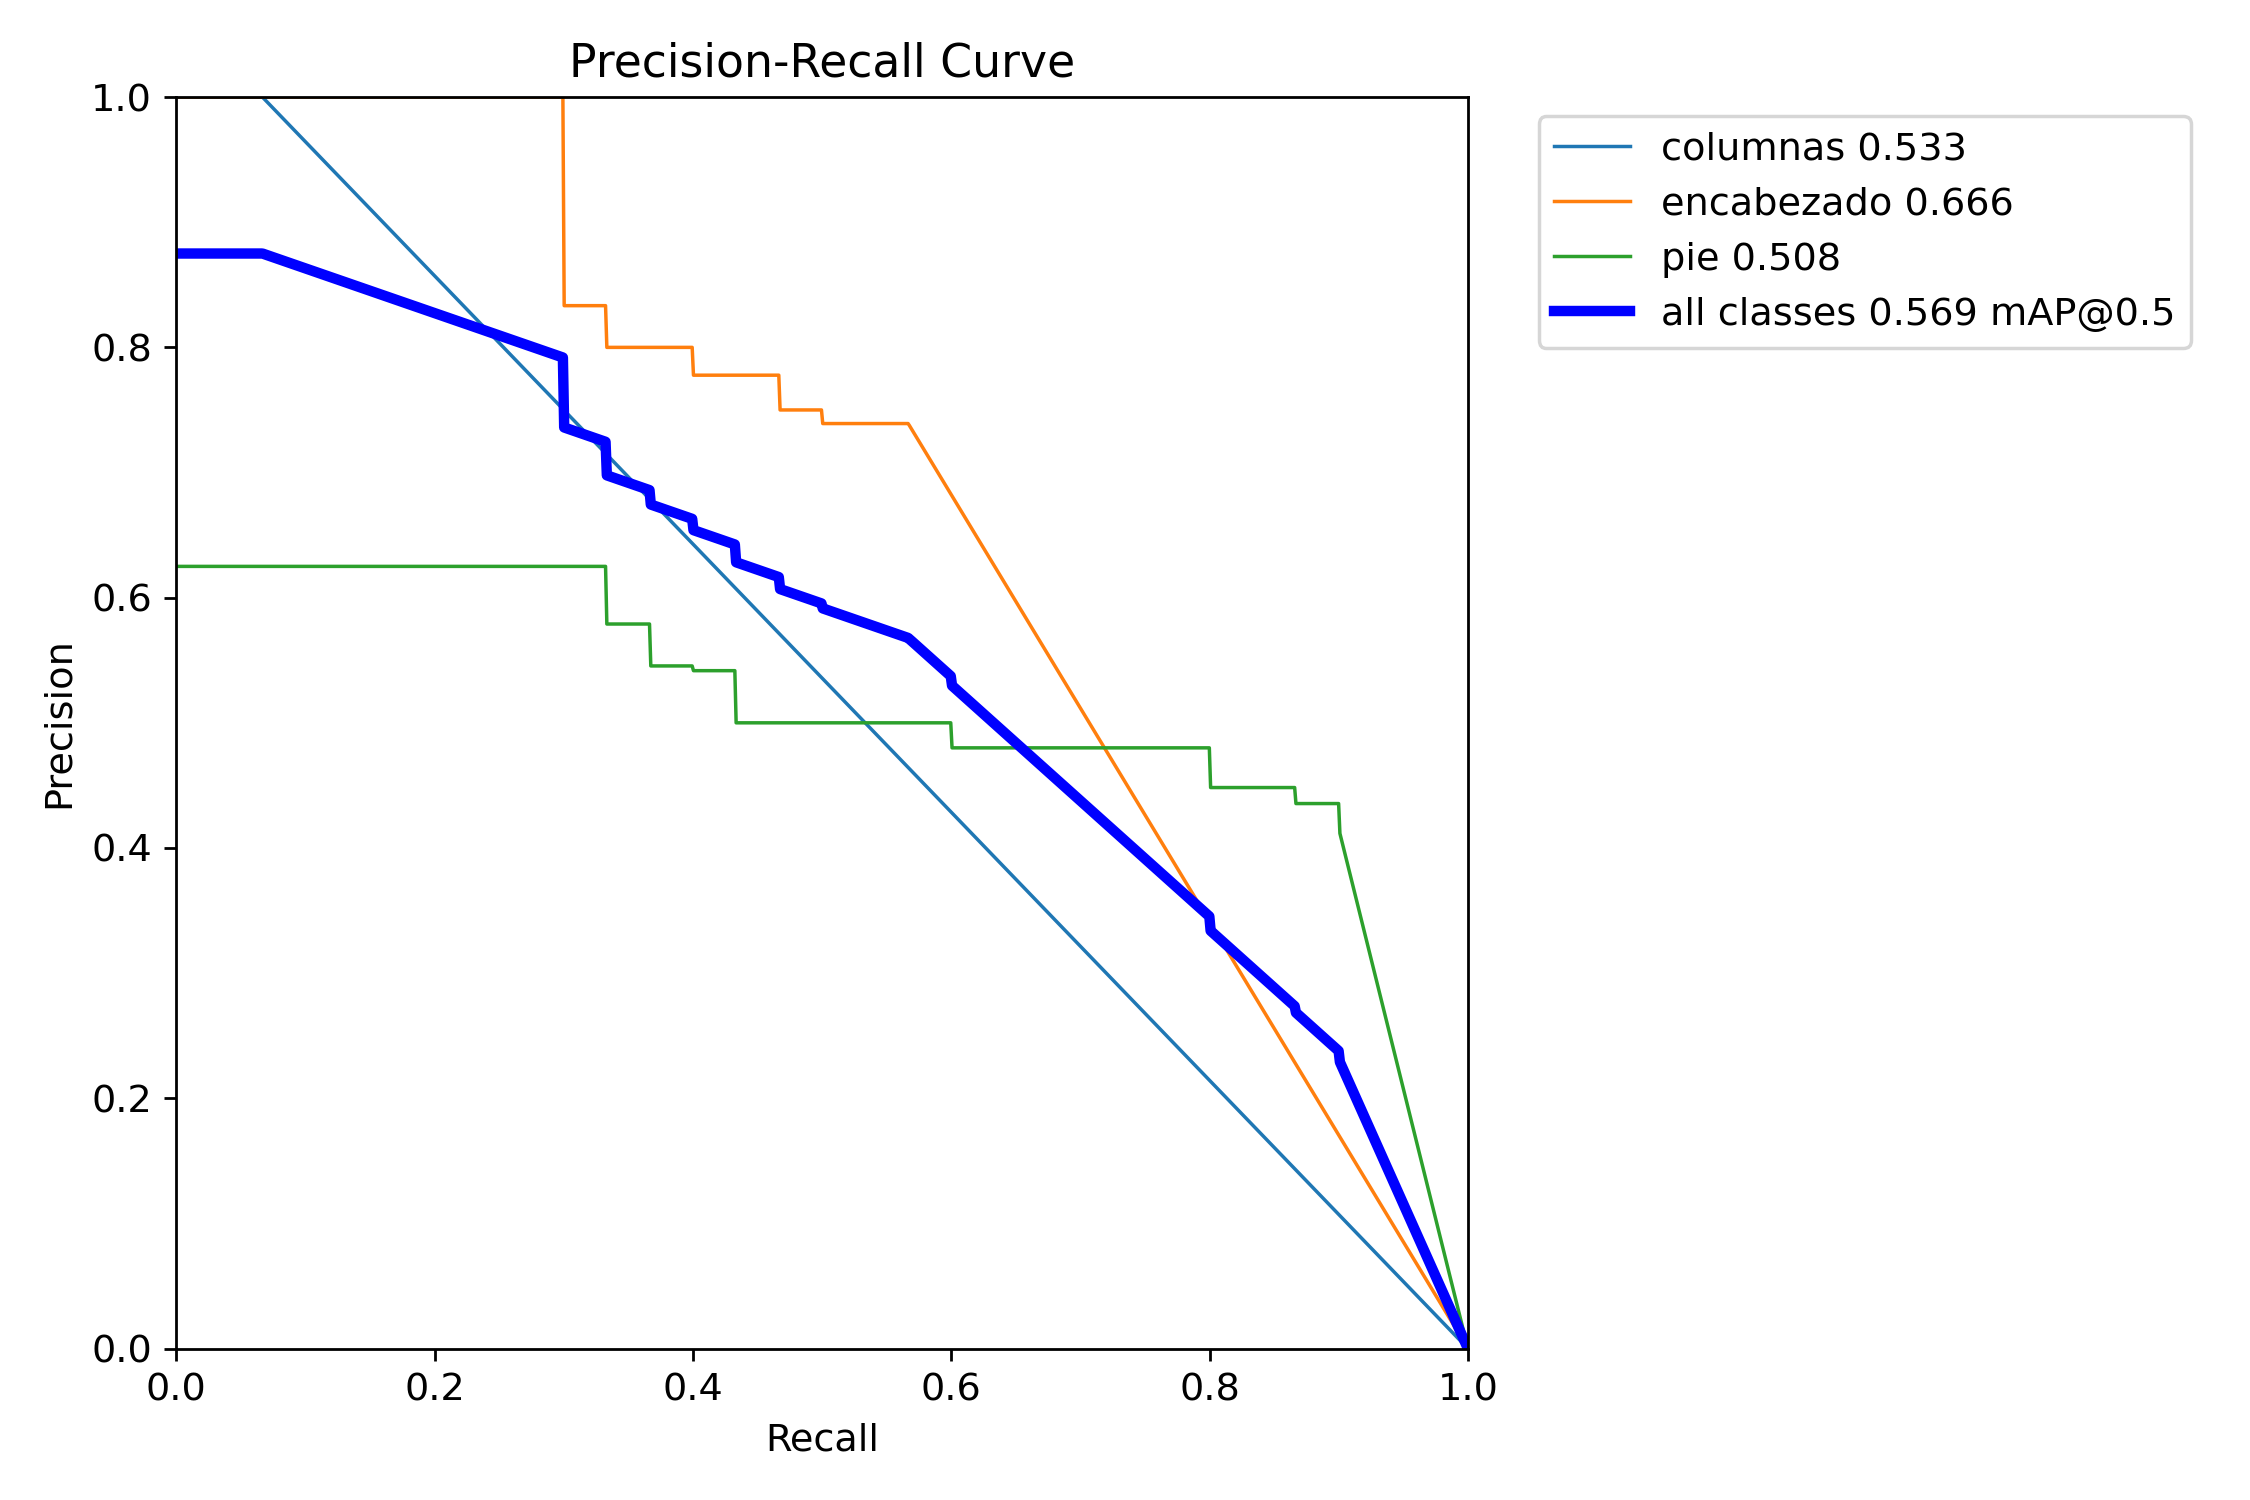 Precision-Recall Curve
1.0
0.8
0.6
0.4
0.2
0.0
Precision
0.0 0.2 0.4 0.6 0.8 1.0
Recall
columnas 0.533
encabezado 0.666
pie 0.508
all classes 0.569 mAP@0.5